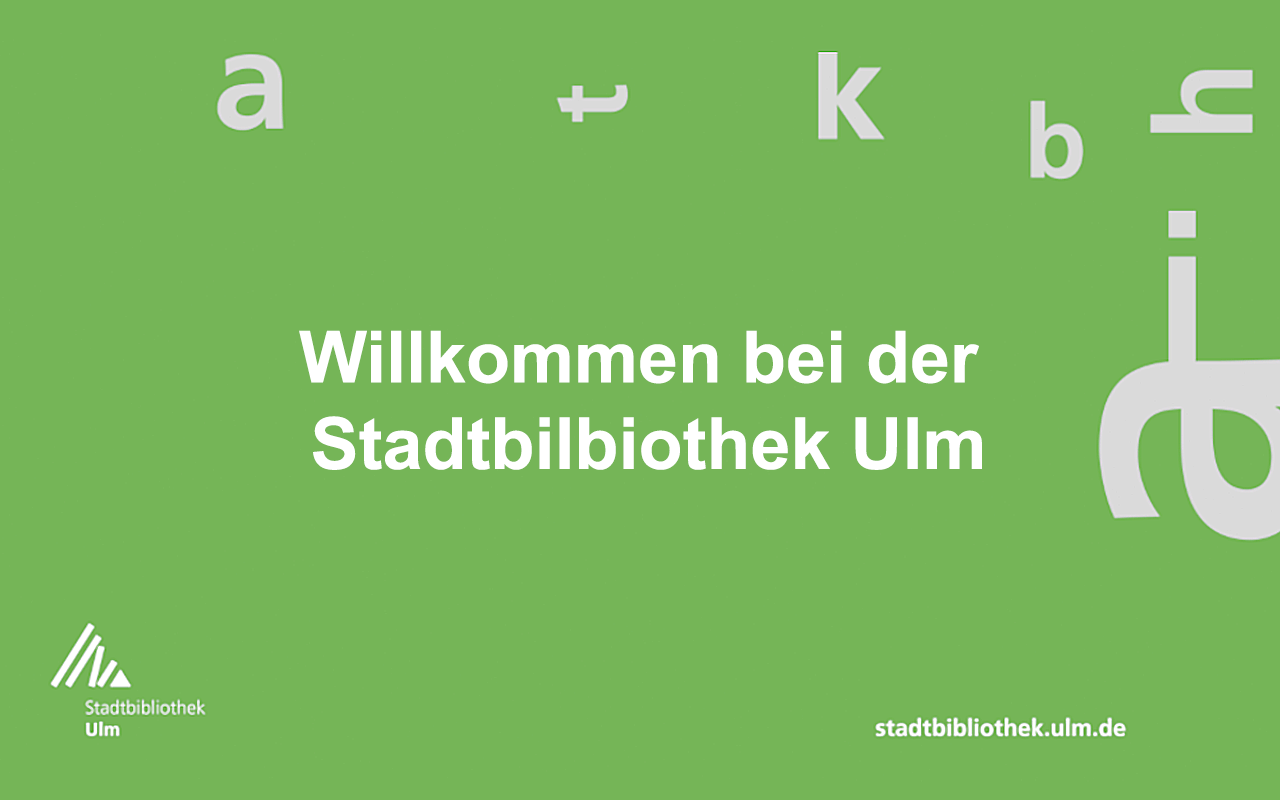 a t k b h
i
a
Willkommen bei der
Stadtbilbiothek Ulm
Stadtbibliothek
Ulm
stadtbibliothek.ulm.de